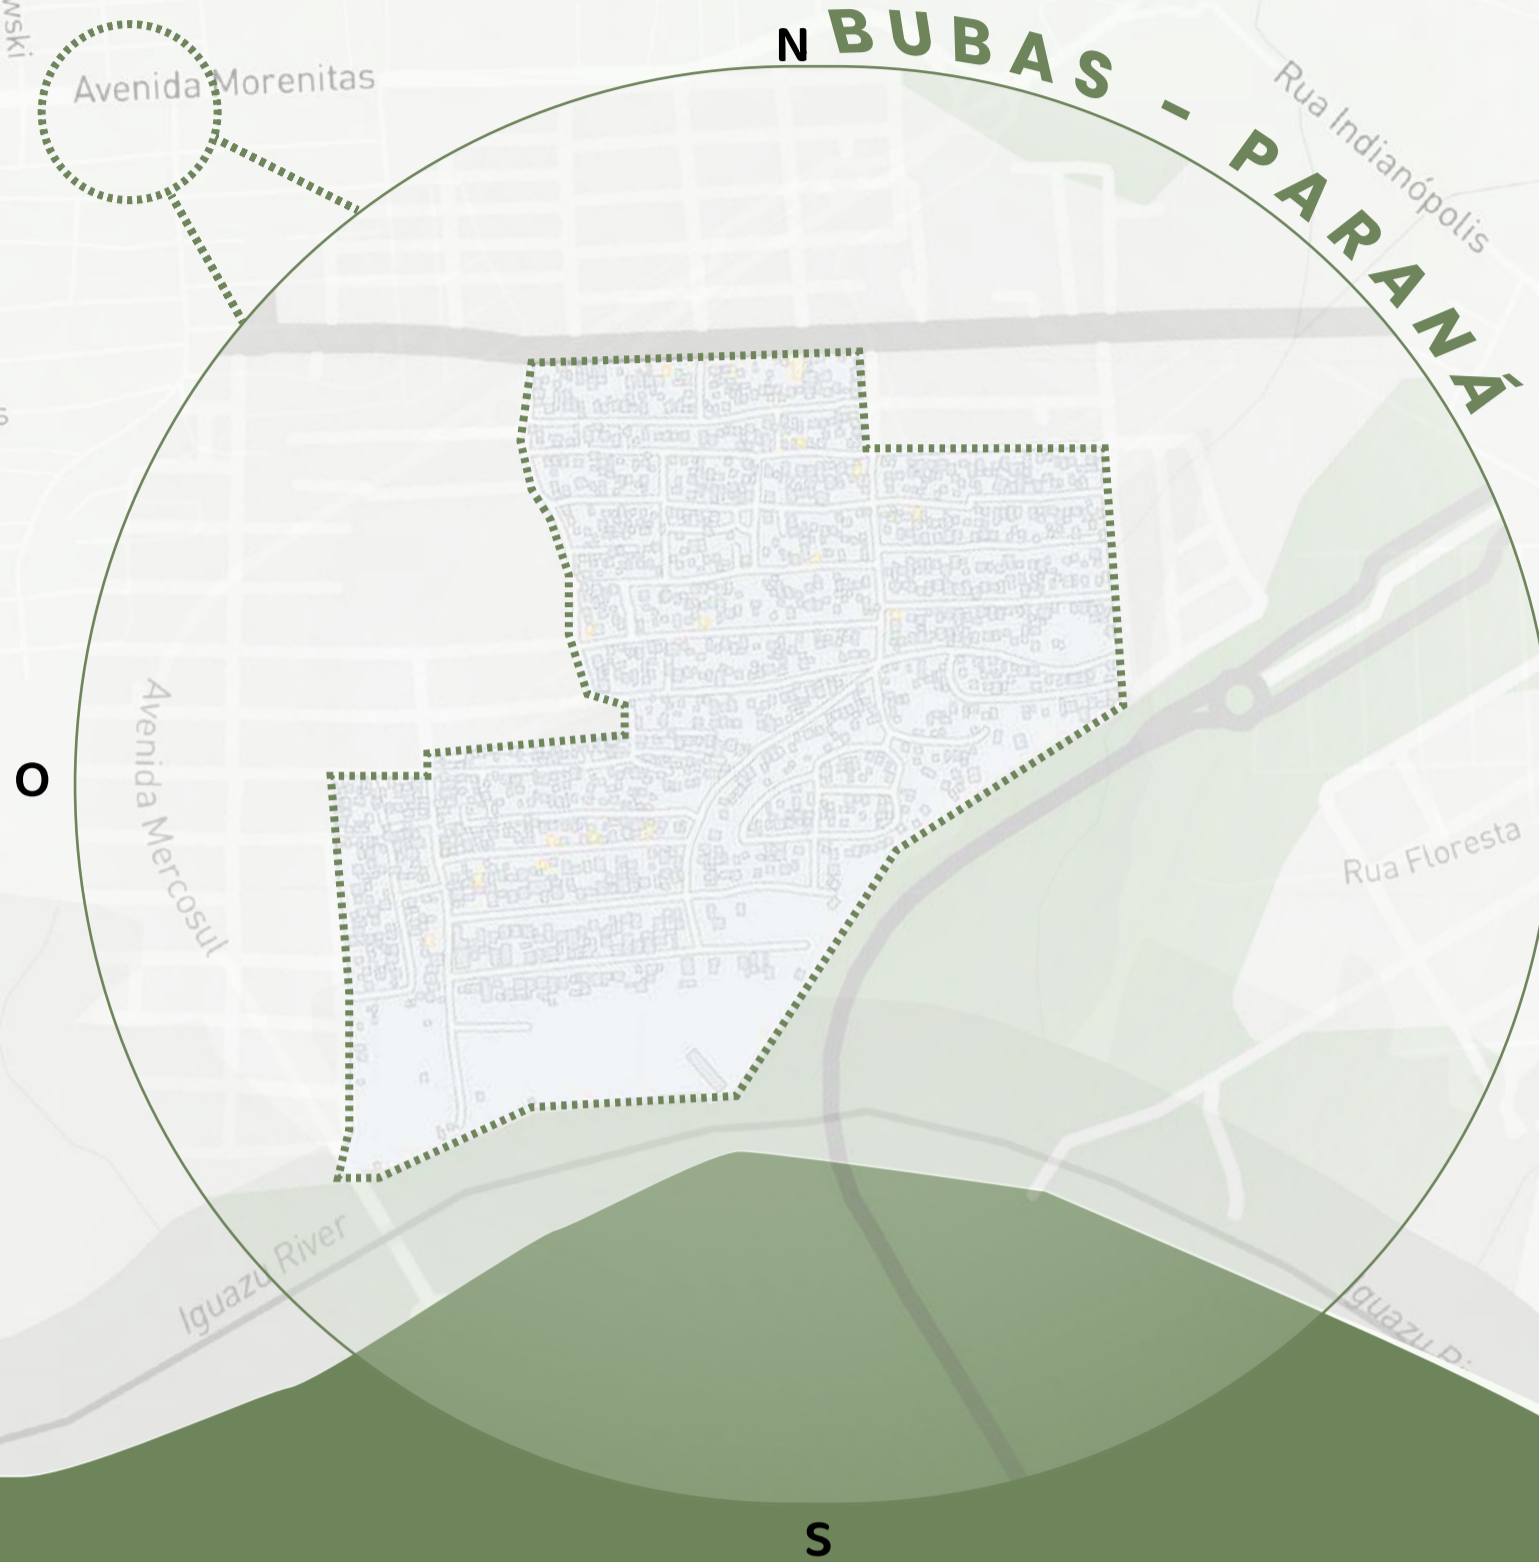 N
BUBAS - PARANÁ
Avenida Morenitas
Rua Indianópolis
O
Avenida Mercosul
Rua Floresta
Iguazu River
S